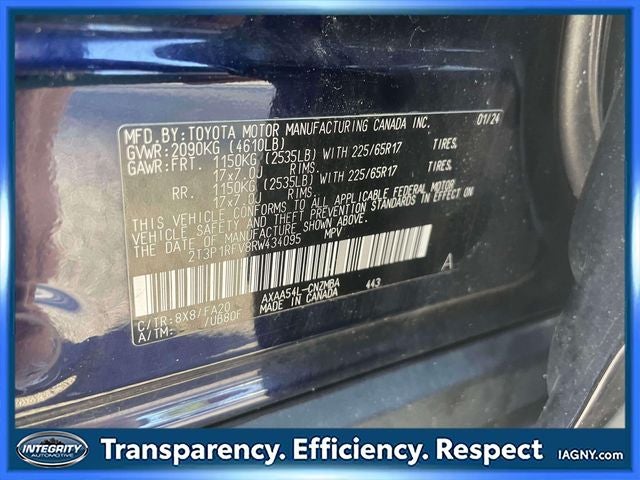 MFD.BY: TOYOTA MOTOR MANUFACTURING CANADA INC. 01/24
GVWR: 2090KG (4610LB)
GAWR: FRT. 1150KG (2535LB) WITH 225/65R17 TIRES,
17x7.0J RIMS,
RR. 1150KG (2535LB) WITH 225/65R17 TIRES,
17x7.0J RIMS,
THIS VEHICLE CONFORMS TO ALL APPLICABLE FEDERAL MOTOR
VEHICLE SAFETY AND THEFT PREVENTION STANDARDS IN EFFECT ON
THE DATE OF MANUFACTURE SHOWN ABOVE.
2T3P1RFV8RW434095 MPV
AXAA54L-CNZMBA 443 A
C/TR: 8X8/FA20 MADE IN CANADA
A/TM: /UB80F
INTEGRITY
AUTOMOTIVE
Transparency. Efficiency. Respect
IAGNY.com